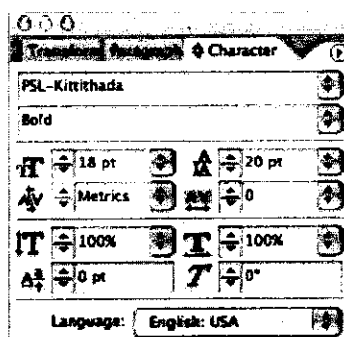 Transform Paragraph Character
PSL-Kittithada
Bold
18 pt 20 pt
Metrics 0
100% 100%
0 pt 0°
Language: English: USA